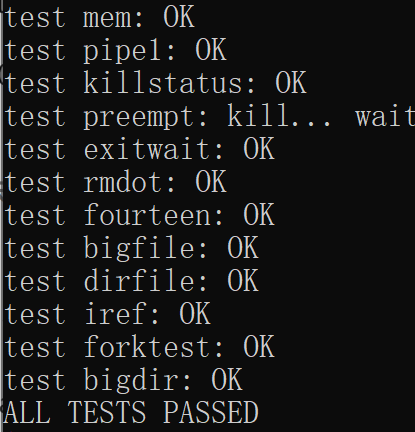 test mem: OK
test pipe1: OK
test killstatus: OK
test preempt: kill... wait
test exitwait: OK
test rmdot: OK
test fourteen: OK
test bigfile: OK
test dirfile: OK
test iref: OK
test forktest: OK
test bigdir: OK
ALL TESTS PASSED